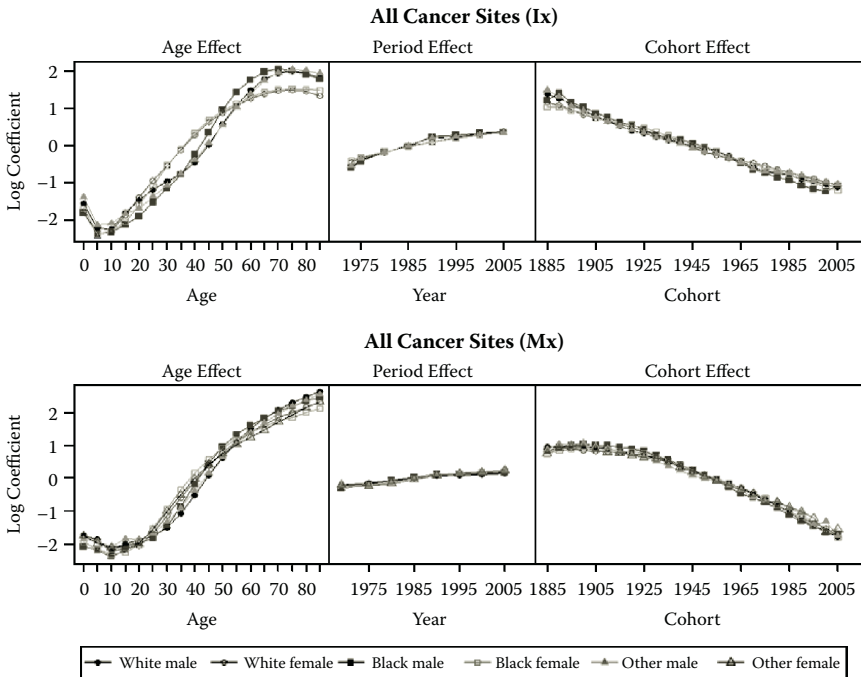 All Cancer Sites (Ix)
Age Effect Period Effect Cohort Effect
Log Coefficient
2
1
0
−1
−2
0 10 20 30 40 50 60 70 80 1975 1985 1995 2005 1885 1905 1925 1945 1965 1985 2005
Age Year Cohort
All Cancer Sites (Mx)
Age Effect Period Effect Cohort Effect
Log Coefficient
2
1
0
−1
−2
0 10 20 30 40 50 60 70 80 1975 1985 1995 2005 1885 1905 1925 1945 1965 1985 2005
Age Year Cohort
White male White female Black male Black female Other male Other female